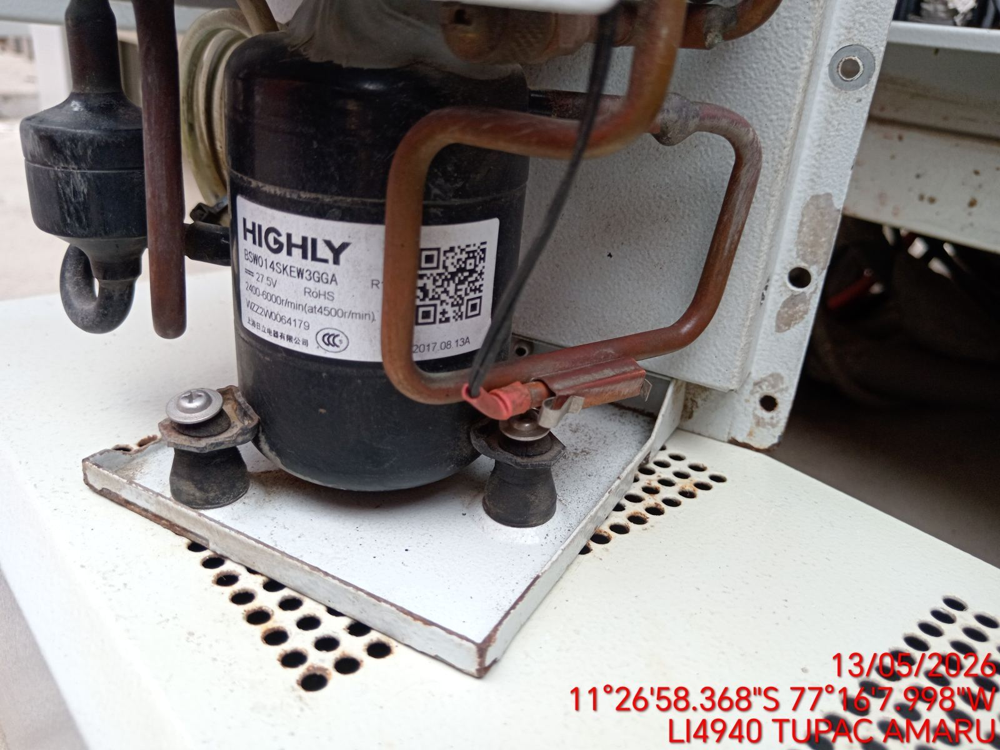 HIGHLY
BSW014SKEW3GGA
27.5V RoHS
2400-6000r/min(at4500r/min)
WZZ2W0064179
上海日立电器有限公司
CCC S
2017.08.13A
13/05/2026
11°26'58.368"S 77°16'7.998"W
LI4940 TUPAC AMARU